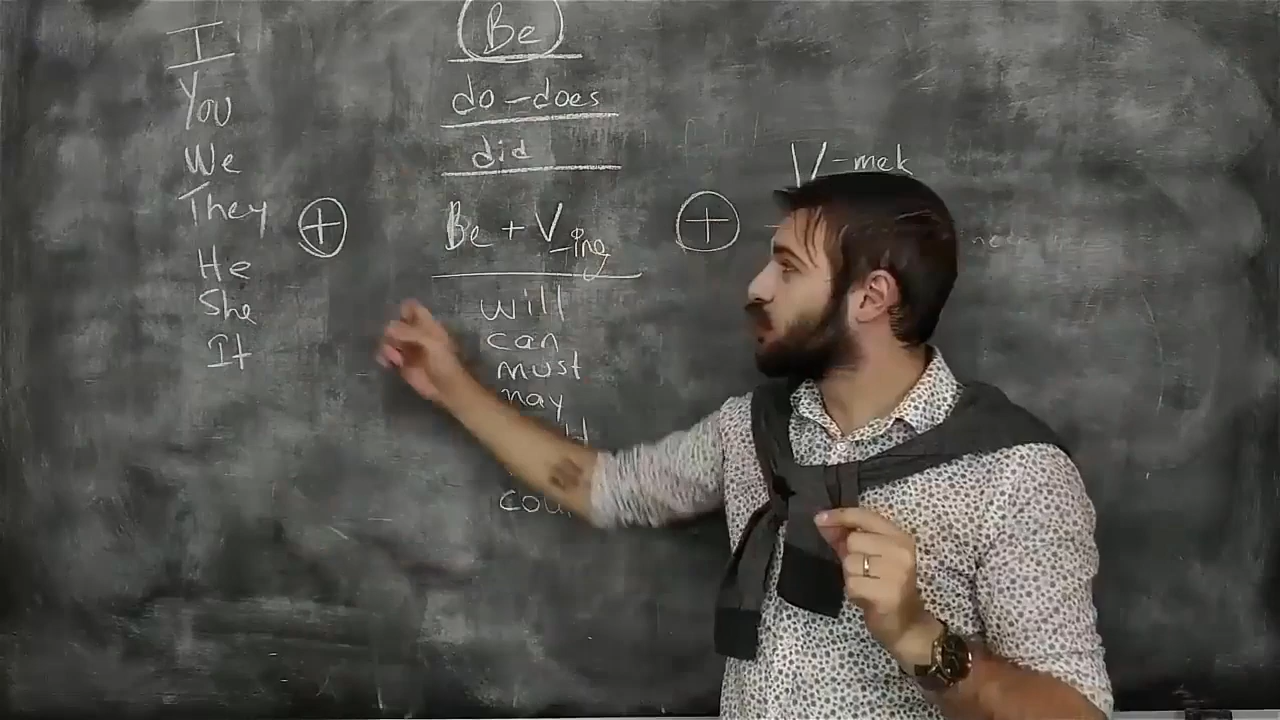 I
You
We
They
He
She
It
+
Be
do-does
did
Be + V-ing
will
can
must
may
+
V-mek